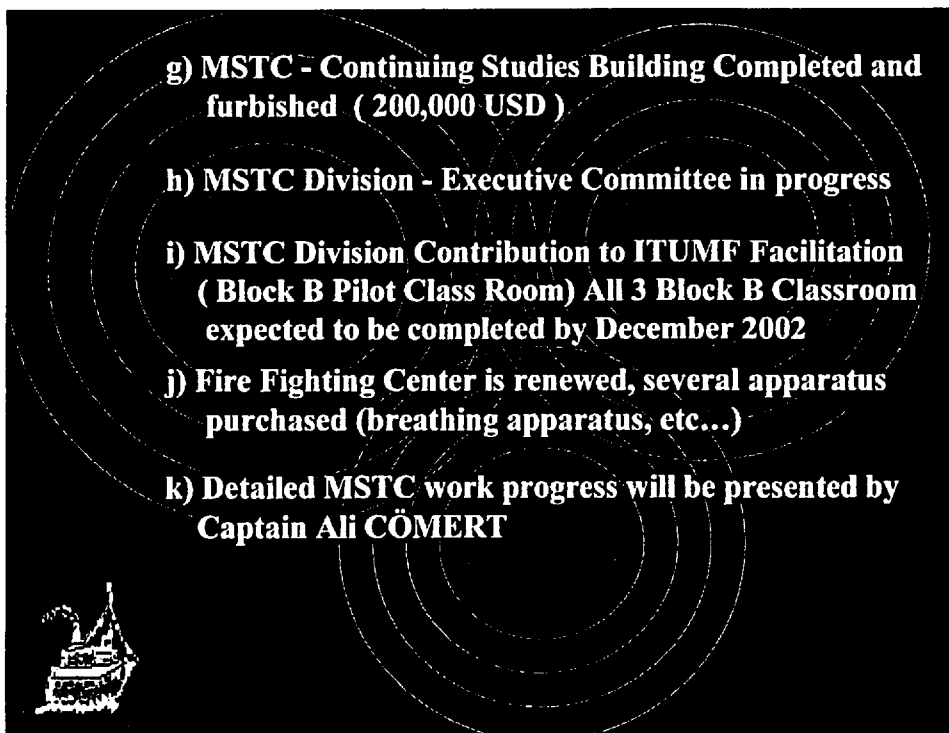 g) MSTC - Continuing Studies Building Completed and
furbished ( 200,000 USD )
h) MSTC Division - Executive Committee in progress
i) MSTC Division Contribution to ITUMF Facilitation
( Block B Pilot Class Room) All 3 Block B Classroom
expected to be completed by December 2002
j) Fire Fighting Center is renewed, several apparatus
purchased (breathing apparatus, etc...)
k) Detailed MSTC work progress will be presented by
Captain Ali CÖMERT